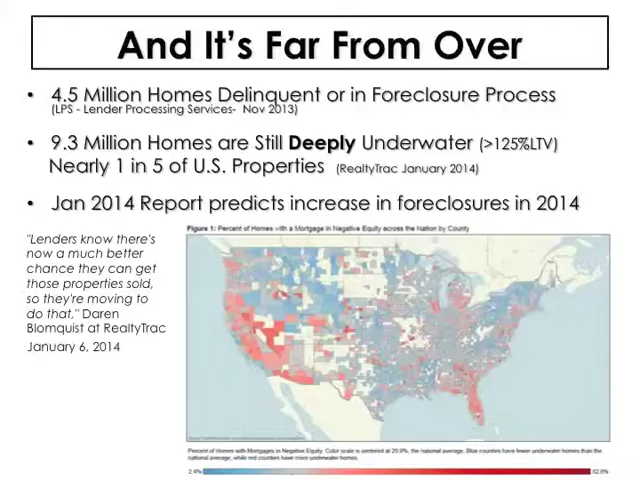 And It's Far From Over
• 4.5 Million Homes Delinquent or in Foreclosure Process
(LPS - Lender Processing Services- Nov 2013)
• 9.3 Million Homes are Still Deeply Underwater (>125%LTV)
Nearly 1 in 5 of U.S. Properties (RealtyTrac January 2014)
• Jan 2014 Report predicts increase in foreclosures in 2014
"Lenders know there's
now a much better
chance they can get
those properties sold,
so they're moving to
do that," Daren
Blomquist at RealtyTrac
January 6, 2014
Figure 1: Percent of Homes with a Mortgage in Negative Equity across the Nation by County
Percent of Homes with Mortgages in Negative Equity. Color scale is centered at 20.9%, the national average. Blue counties have fewer underwater homes than the
national average, while red counties have more underwater homes.
2.4%